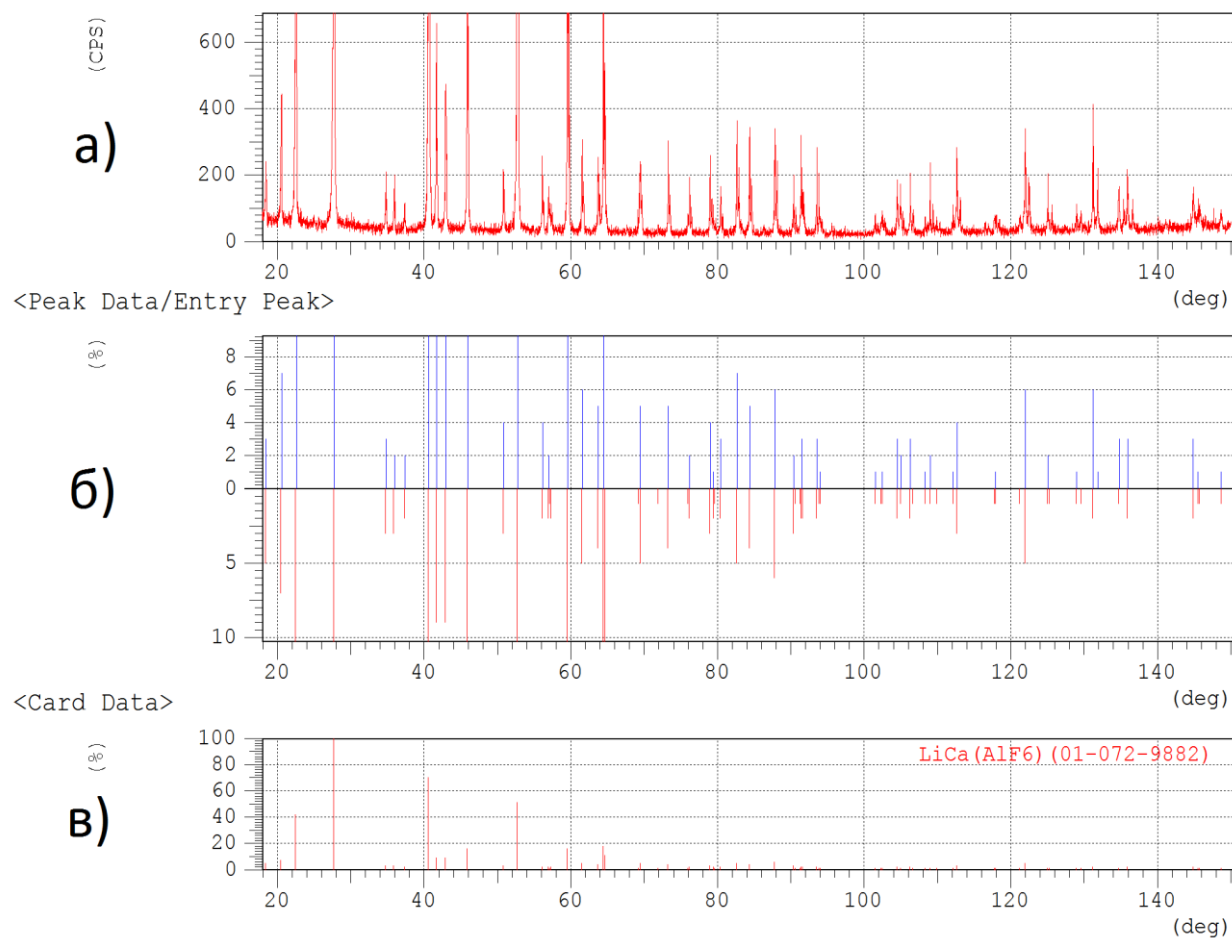 (CPS)
600
400
200
0
а)
20 40 60 80 100 120 140
(deg)
<Peak Data/Entry Peak>
(%)
8
6
4
2
0
5
10
б)
20 40 60 80 100 120 140
(deg)
<Card Data>
(%)
100
80
60
40
20
0
LiCa(AlF6)(01-072-9882)
в)
20 40 60 80 100 120 140
(deg)